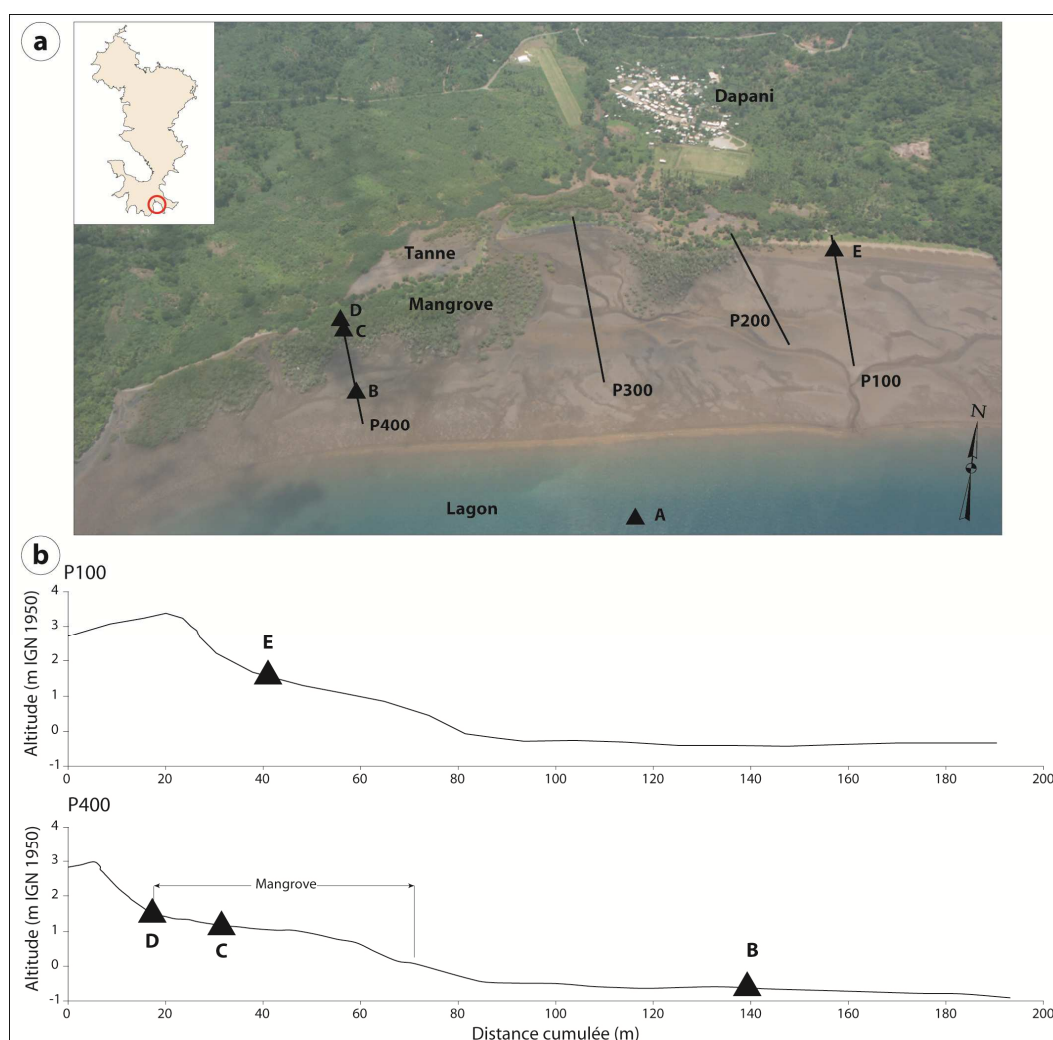 a
Dapani
Tanne
E
Mangrove
D
C
P200
P300
P100
B
P400
N
Lagon
A
b
P100
Altitude (m IGN 1950)
4
3
2
1
0
-1
E
0 20 40 60 80 100 120 140 160 180 200
P400
Altitude (m IGN 1950)
4
3
2
1
0
-1
Mangrove
D
C
B
0 20 40 60 80 100 120 140 160 180 200
Distance cumulée (m)